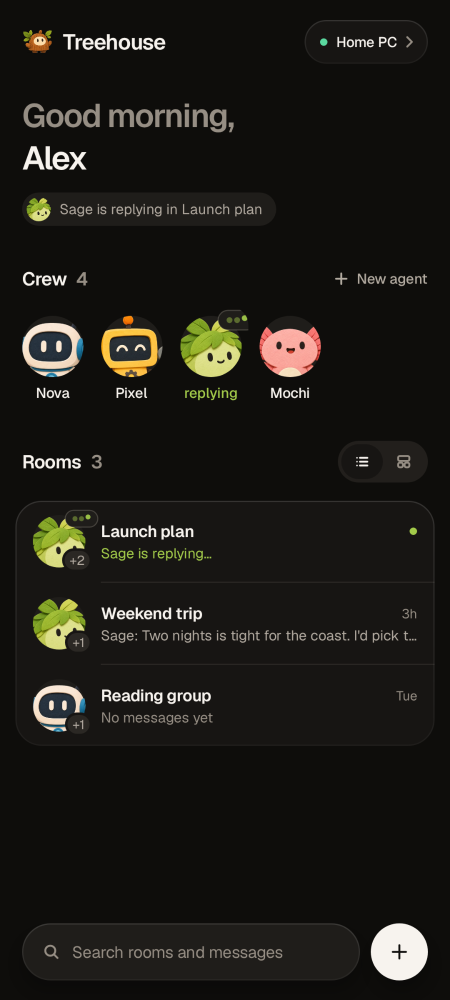 Treehouse
Home PC
Good morning,
Alex
Sage is replying in Launch plan
Crew 4
New agent
Nova
Pixel
replying
Mochi
Rooms 3
+2
Launch plan
Sage is replying...
+1
Weekend trip
3h
Sage: Two nights is tight for the coast. I'd pick t...
+1
Reading group
Tue
No messages yet
Search rooms and messages